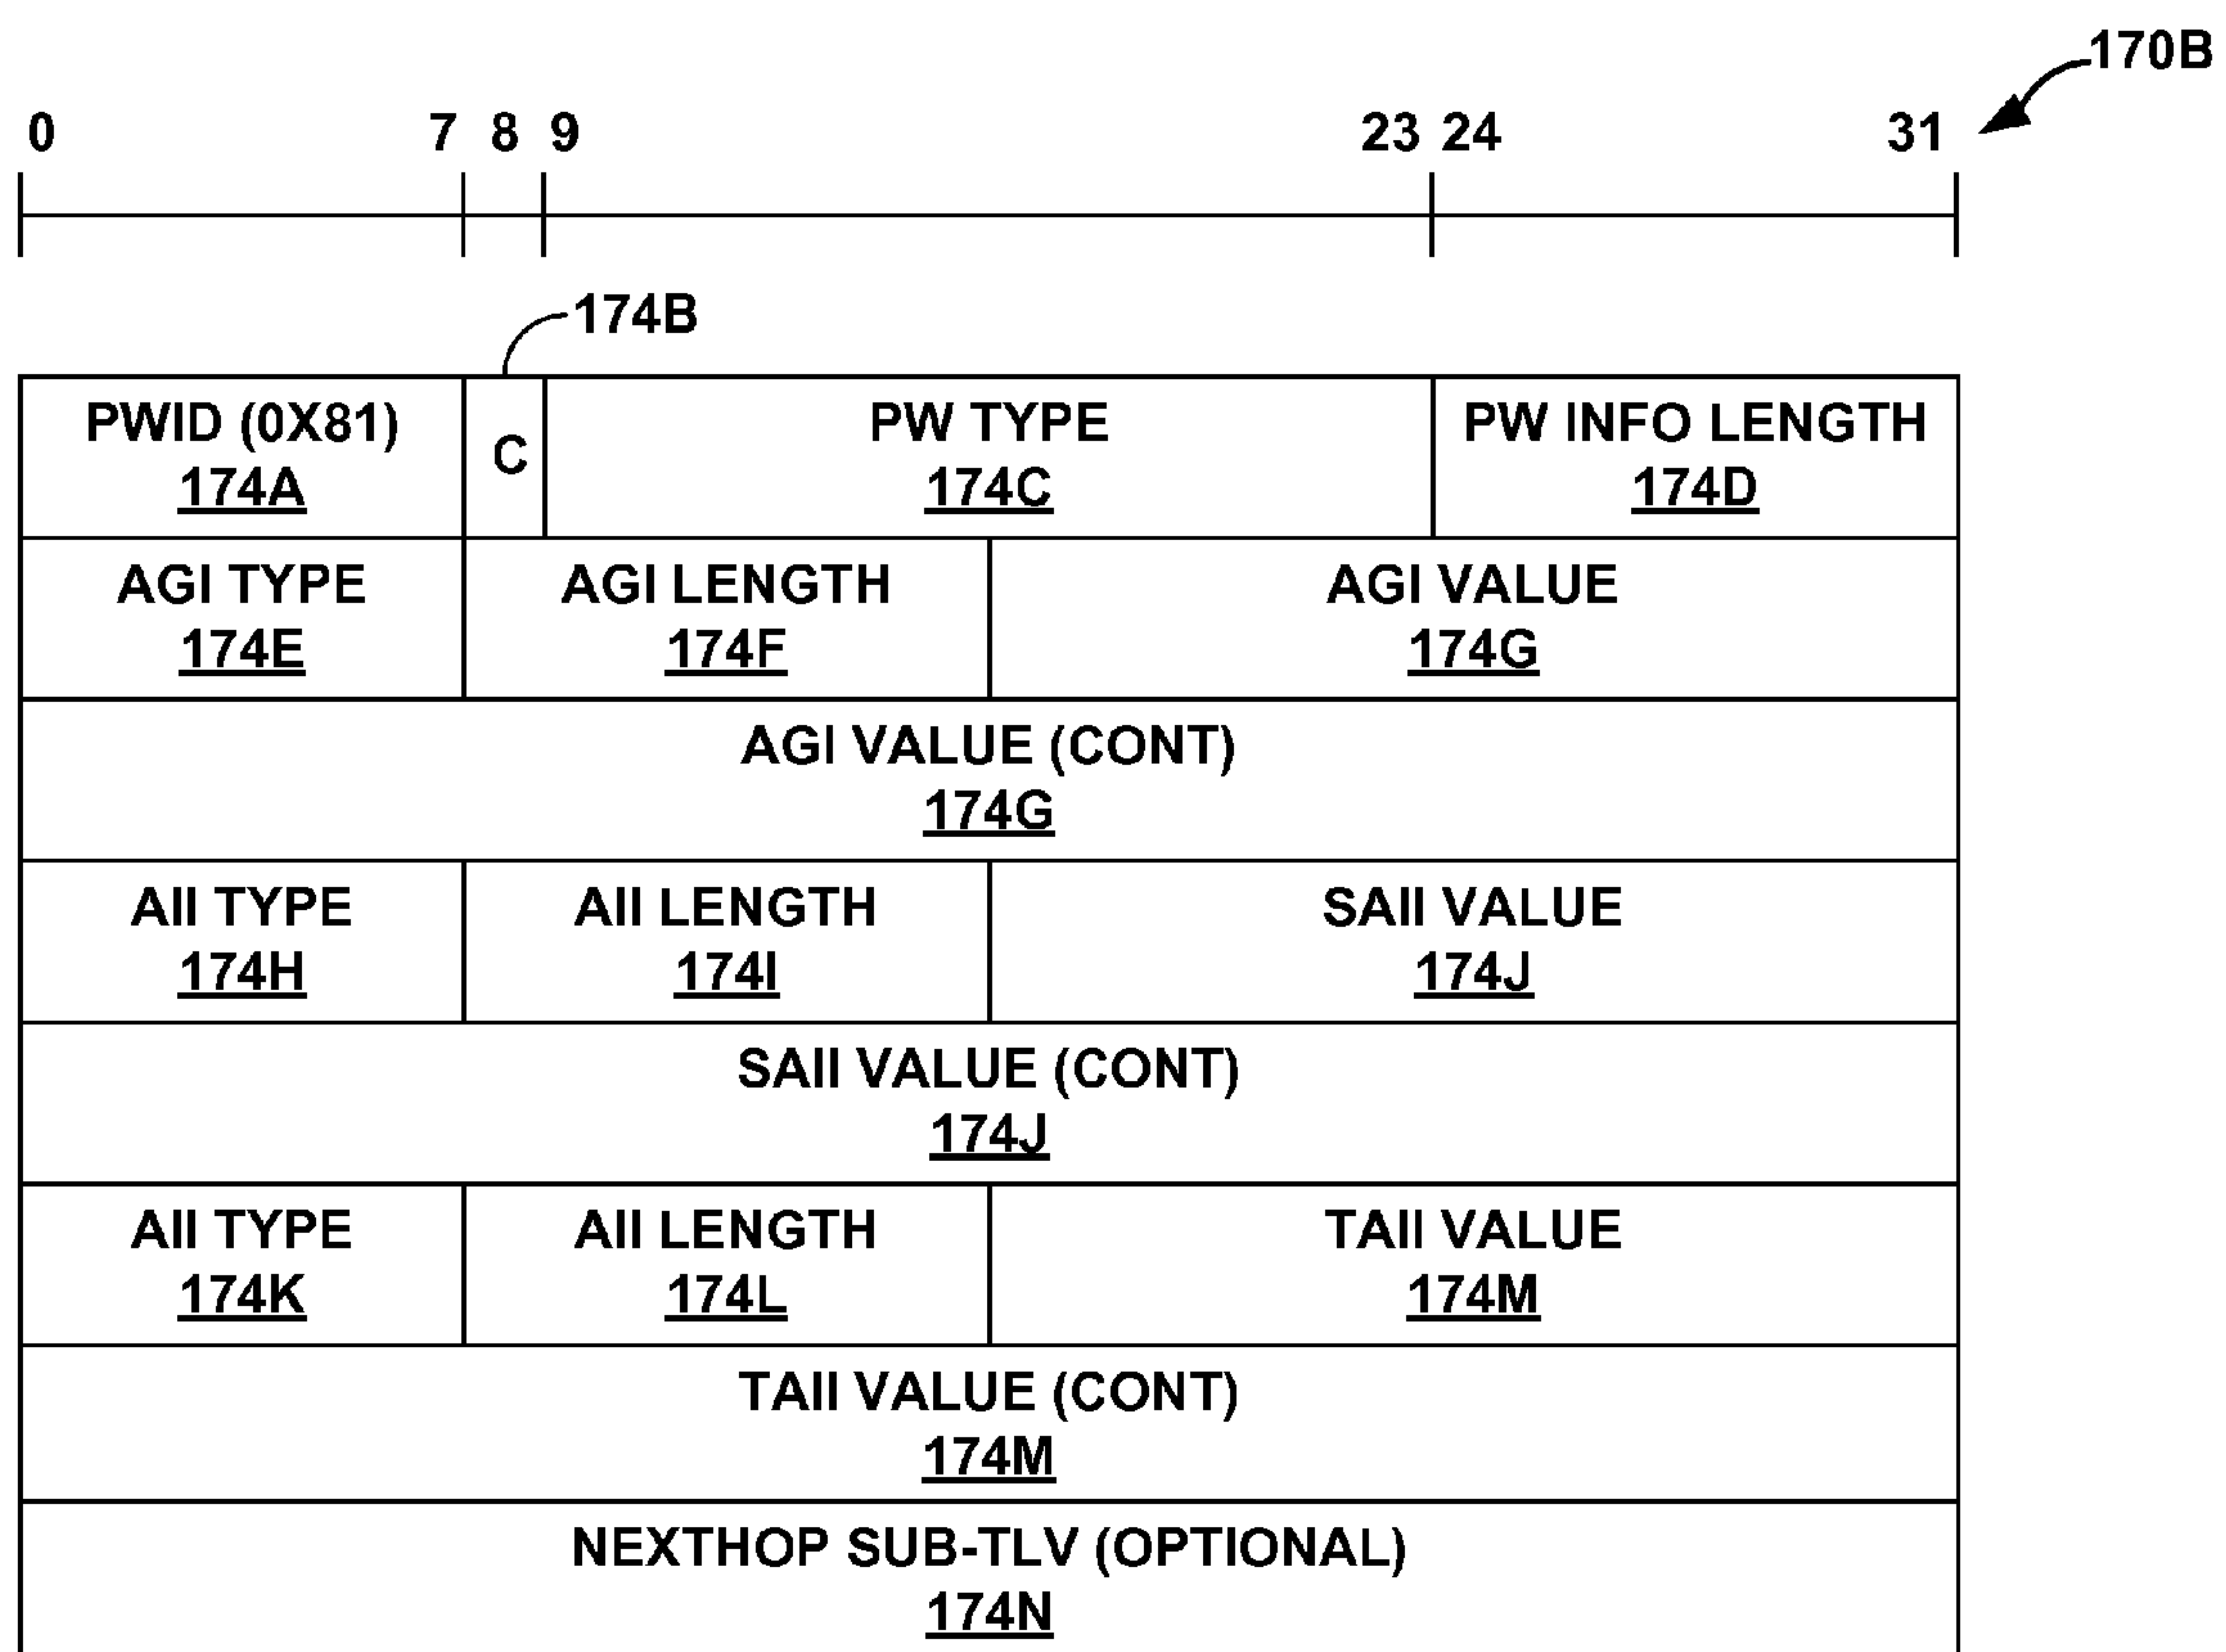 170B
0 7 8 9 23 24 31
174B
PWID (0X81) C PW TYPE PW INFO LENGTH
174A 174C 174D
AGI TYPE AGI LENGTH AGI VALUE
174E 174F 174G
AGI VALUE (CONT)
174G
AII TYPE AII LENGTH SAII VALUE
174H 174I 174J
SAII VALUE (CONT)
174J
AII TYPE AII LENGTH TAII VALUE
174K 174L 174M
TAII VALUE (CONT)
174M
NEXTHOP SUB-TLV (OPTIONAL)
174N